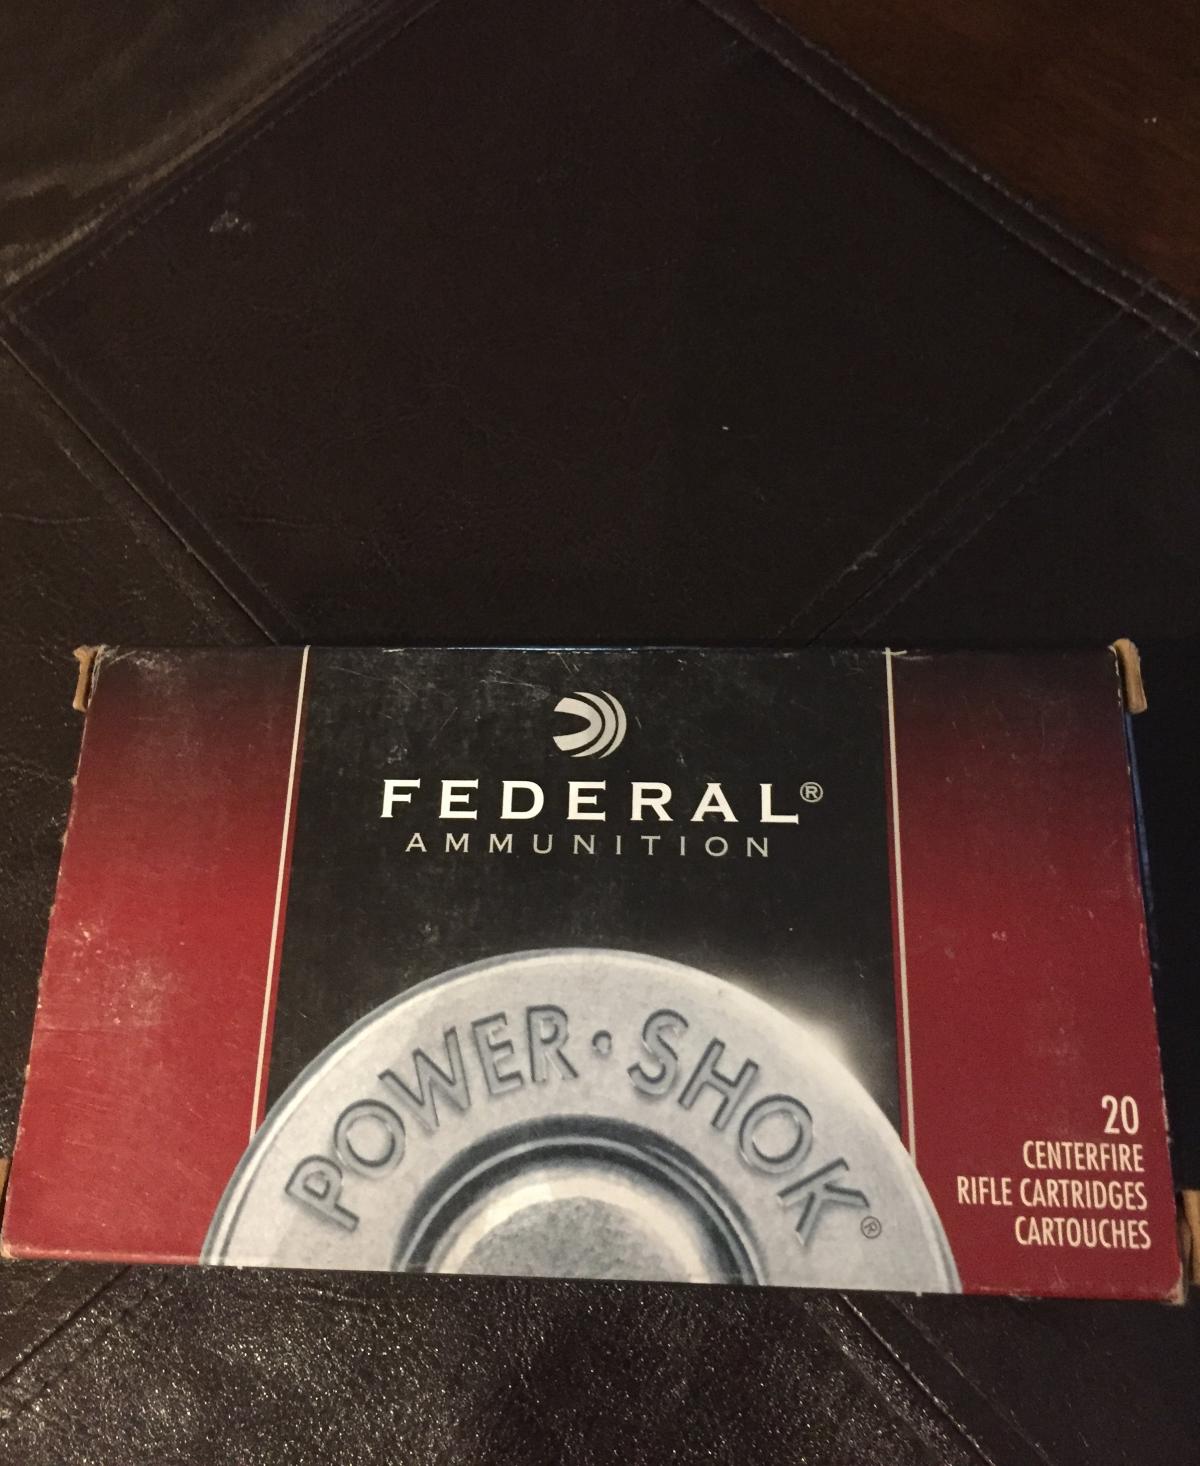 FEDERAL®
AMMUNITION
POWER·SHOK®
20
CENTERFIRE
RIFLE CARTRIDGES
CARTOUCHES